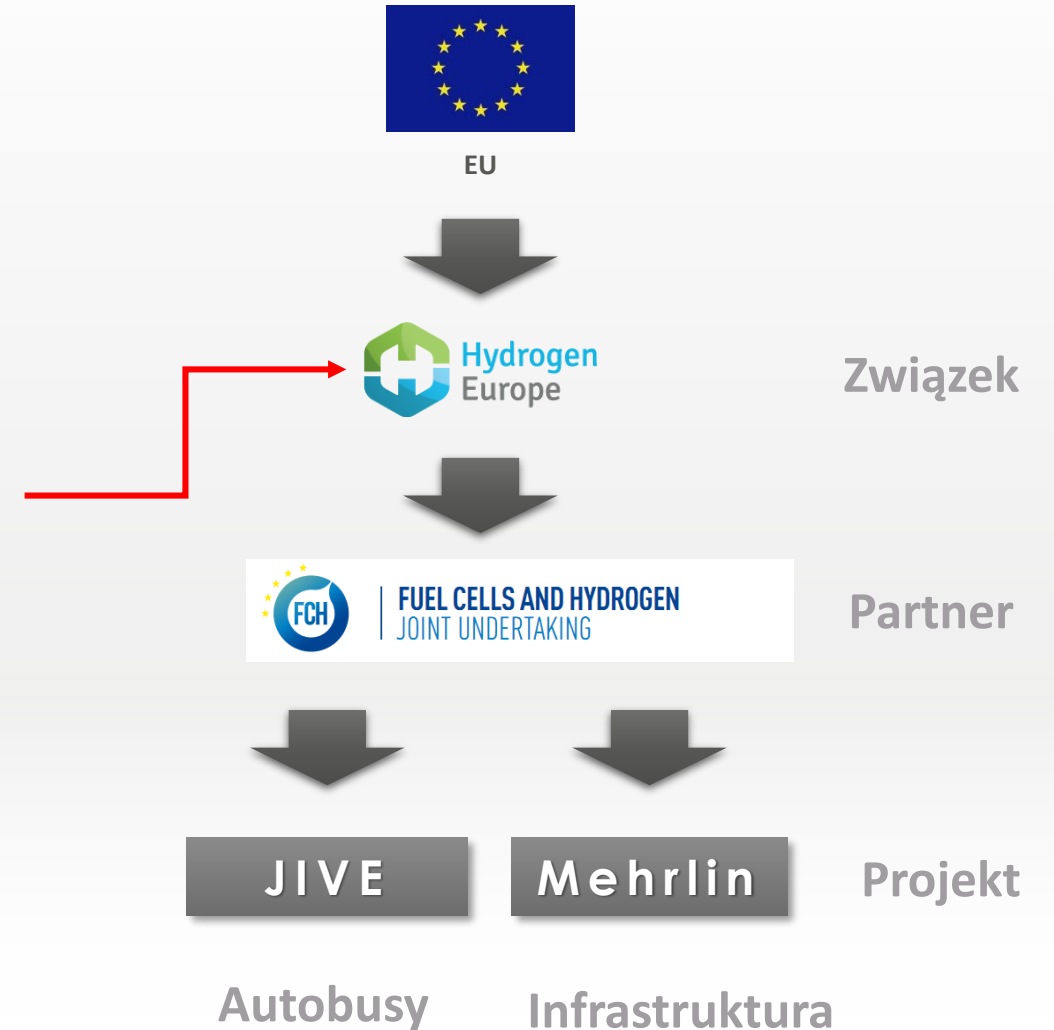 EU
Hydrogen
Europe
Związek
FCH
FUEL CELLS AND HYDROGEN
JOINT UNDERTAKING
Partner
JIVE
Mehrlin
Projekt
Autobusy
Infrastruktura